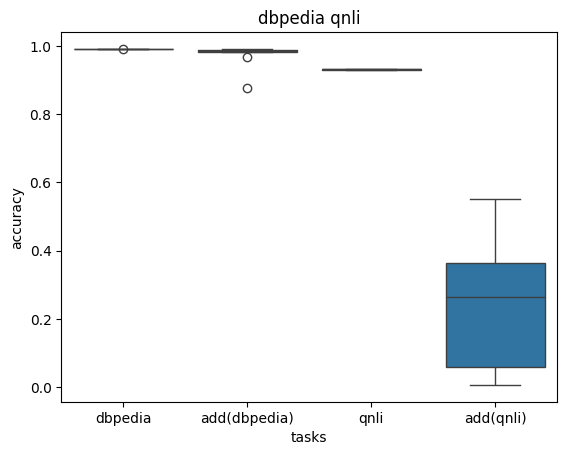 dbpedia qnli
1.0
0.8
0.6
0.4
0.2
0.0
accuracy
dbpedia
add(dbpedia)
qnli
add(qnli)
tasks